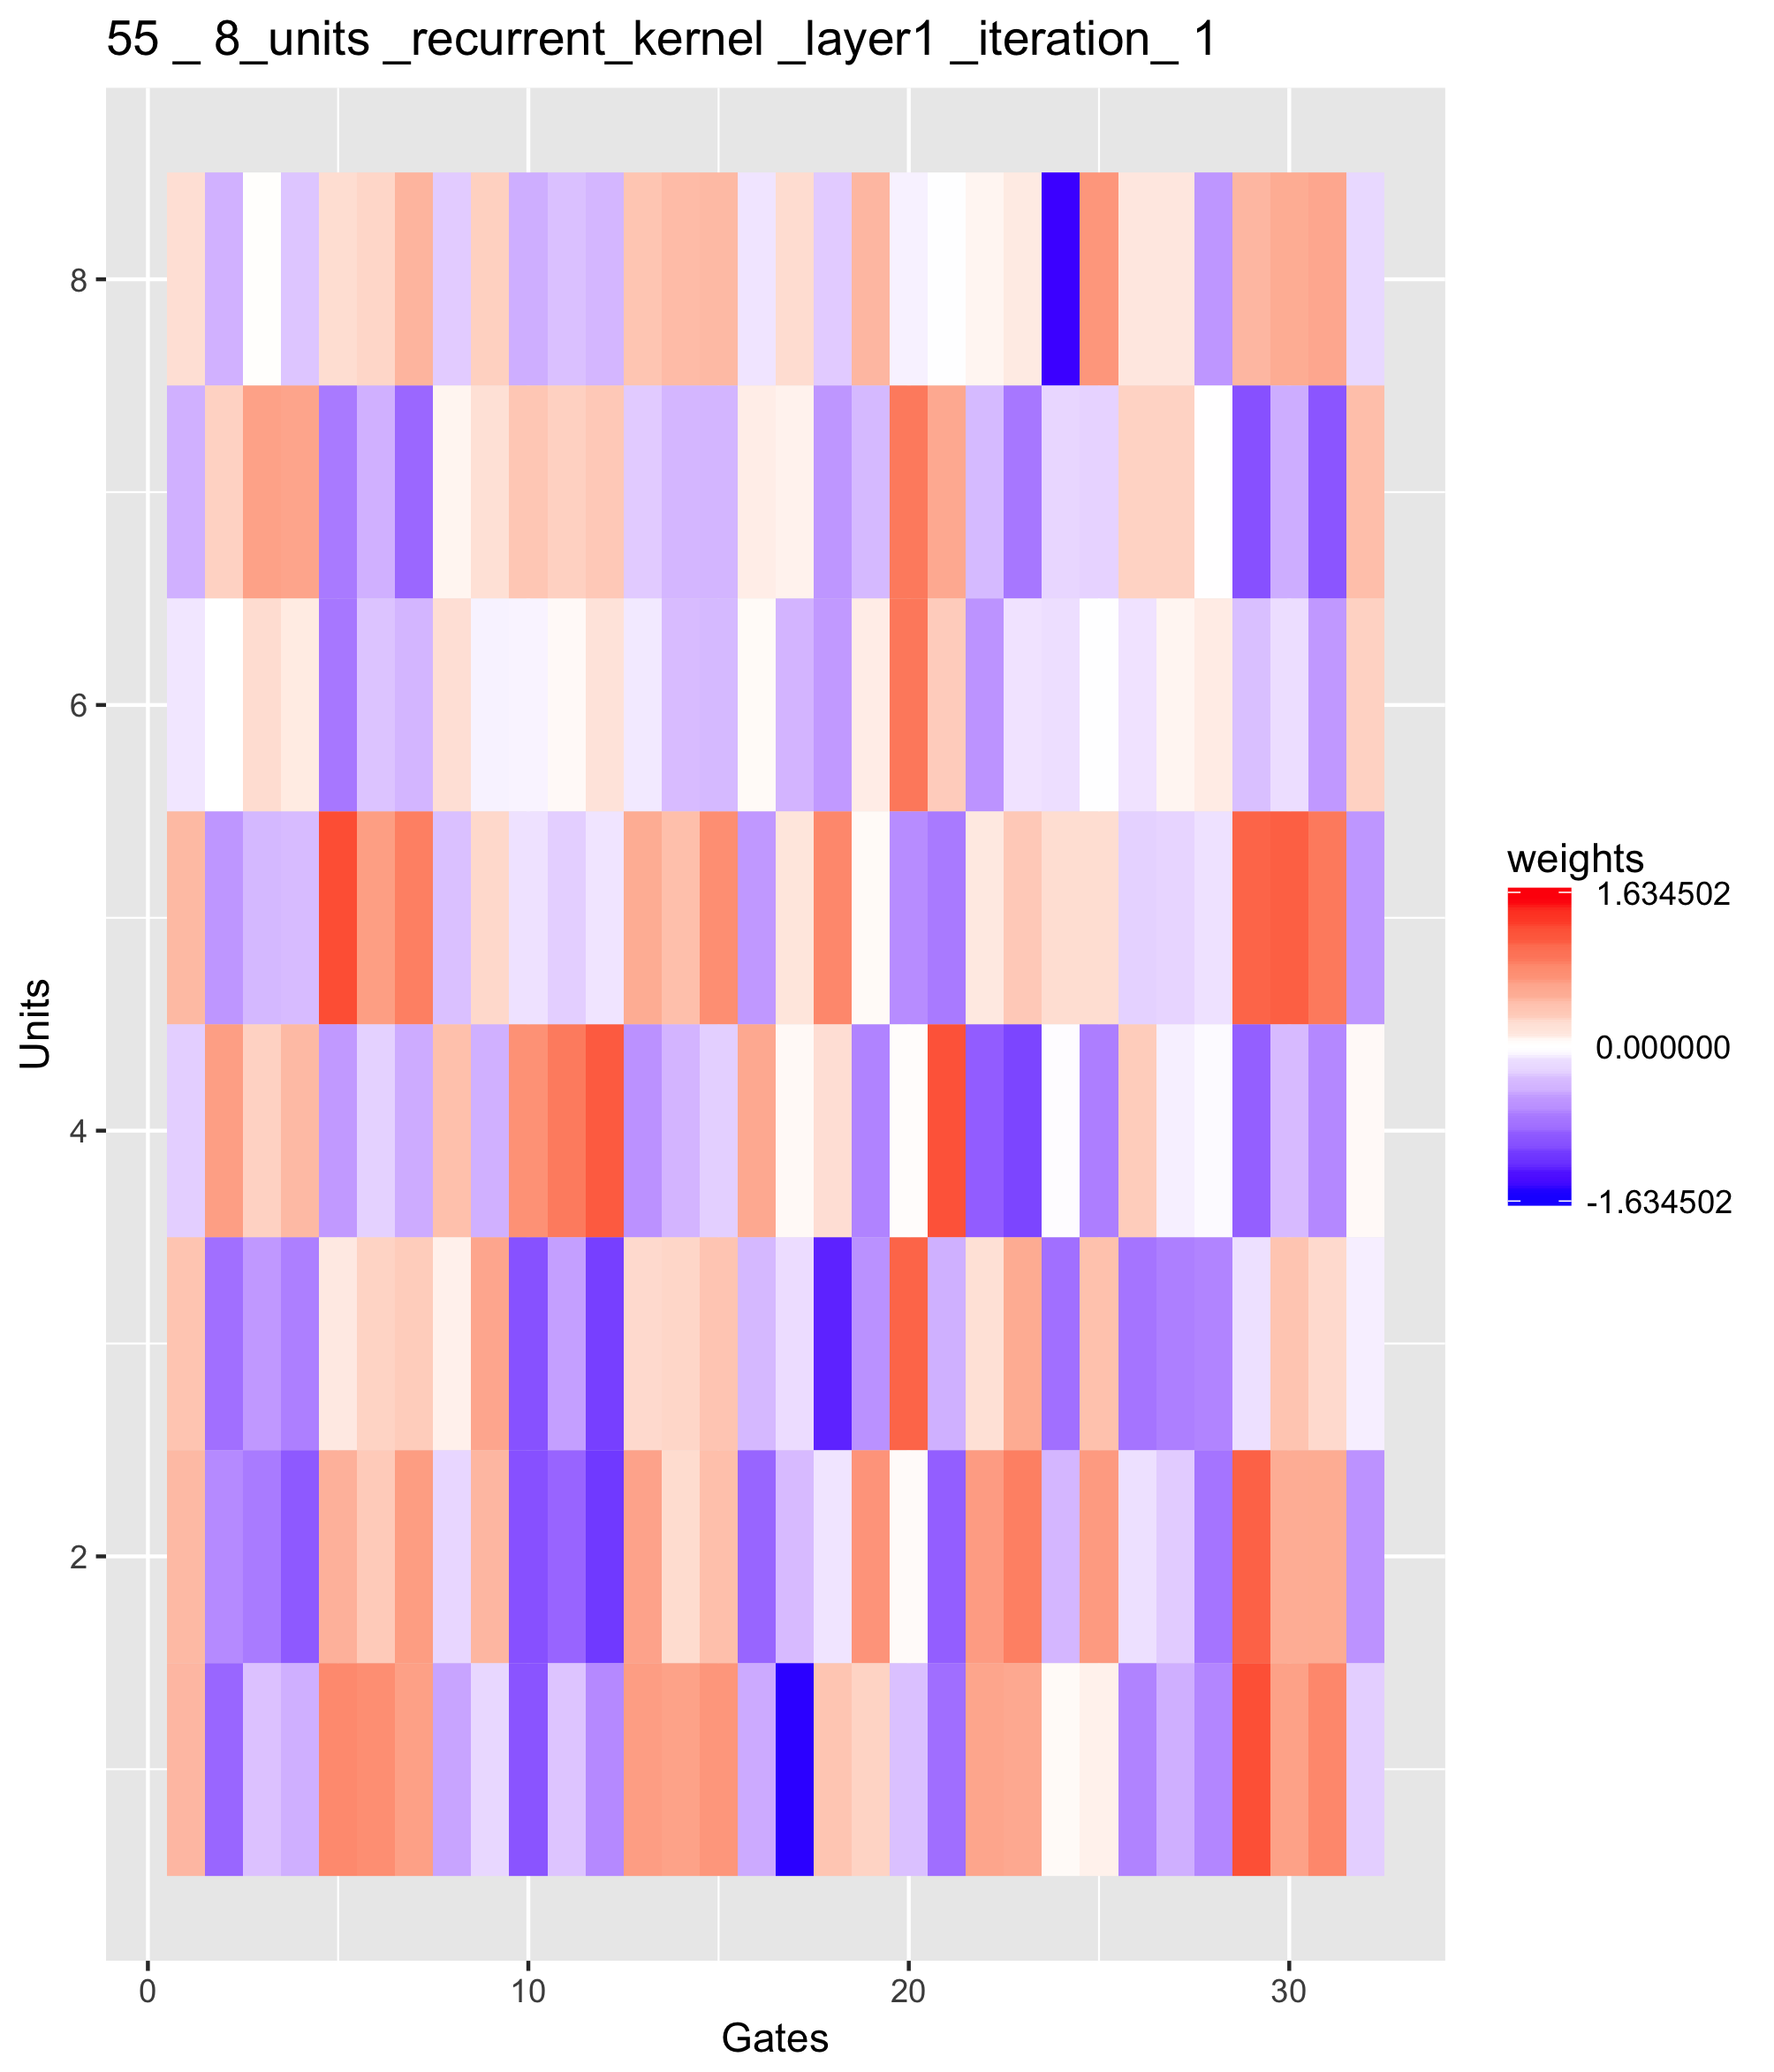 55 _ 8_units _recurrent_kernel _layer1 _iteration_ 1
8
6
4
2
Units
0 10 20 30
Gates
weights
1.634502
0.000000
-1.634502